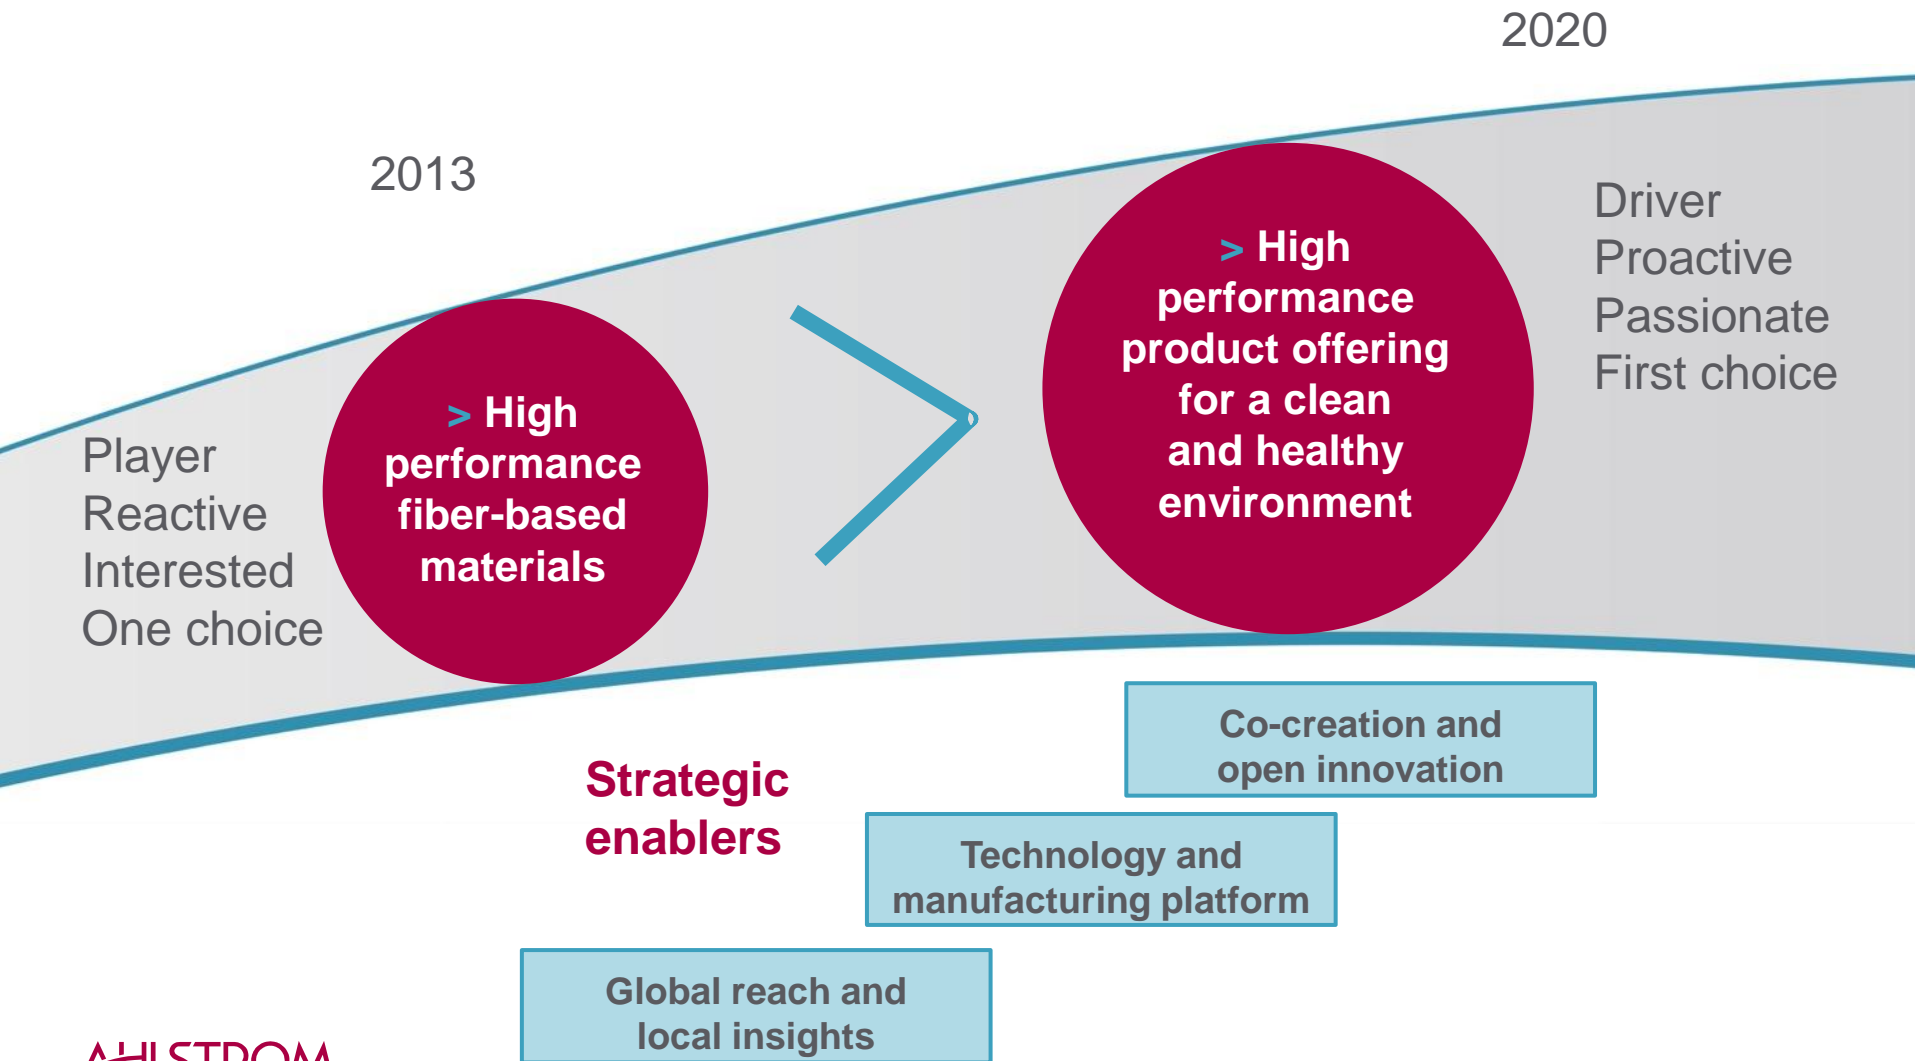 2020
2013
Driver
Proactive
Passionate
First choice
> High
performance
product offering
for a clean
and healthy
environment
> High
performance
fiber-based
materials
Player
Reactive
Interested
One choice
Strategic
enablers
Co-creation and
open innovation
Technology and
manufacturing platform
Global reach and
local insights
AHLSTROM